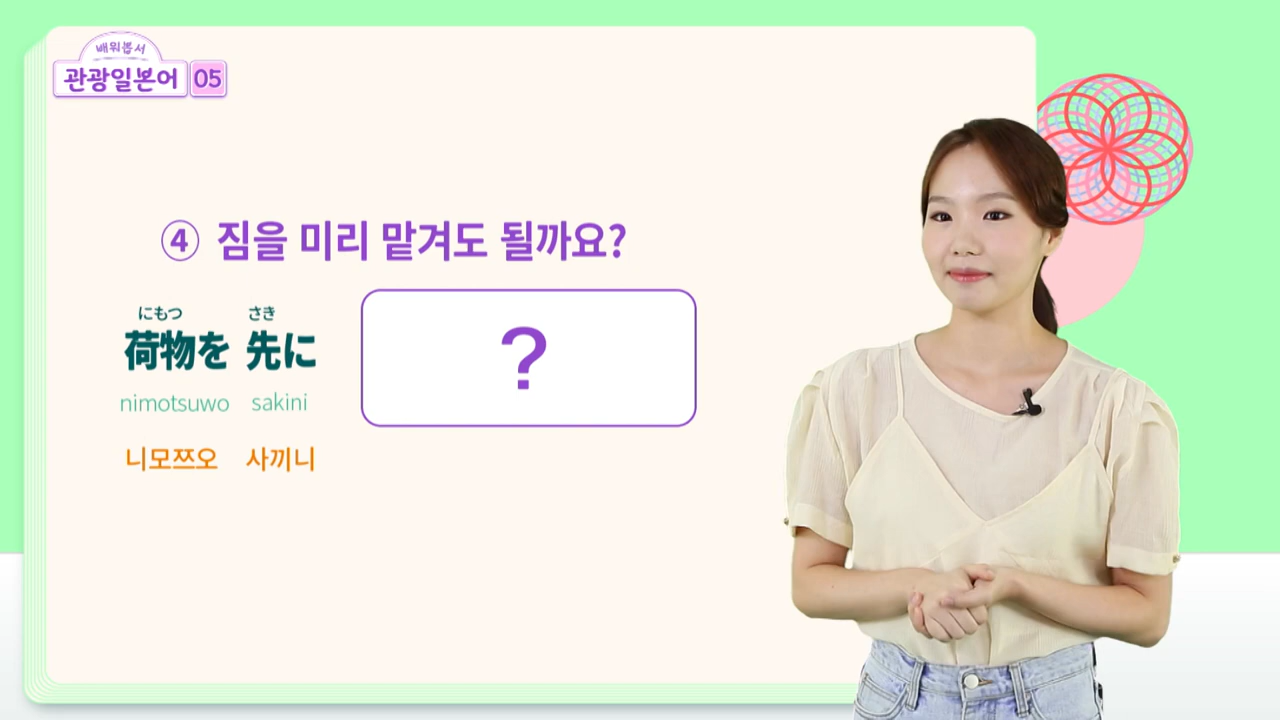 배워봅서
관광일본어 05
④ 짐을 미리 맡겨도 될까요?
にもつ さき
荷物を 先に
?
nimotsuwo sakini
니모쯔오 사끼니